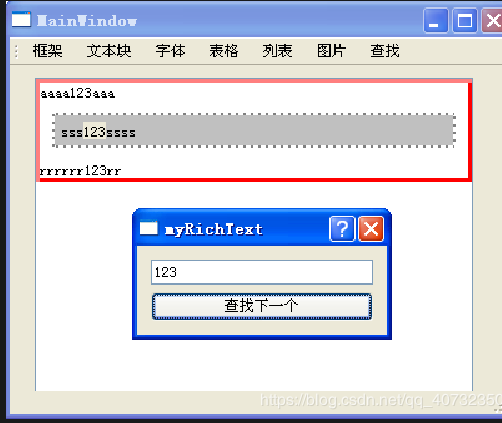 MainWindow
框架 文本块 字体 表格 列表 图片 查找
aaaa123aaa
sss123ssss
rrrrrr123rr
myRichText
123
查找下一个
https://blog.csdn.net/qq_40732350